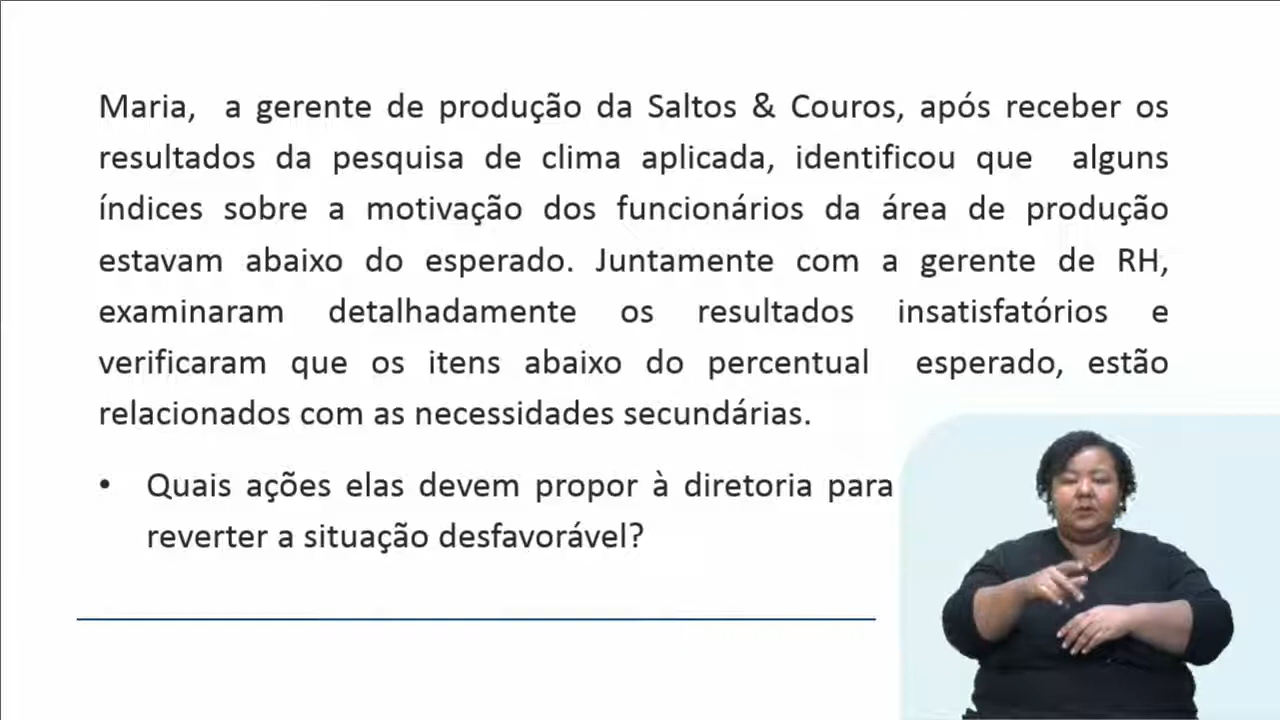 Maria, a gerente de produção da Saltos & Couros, após receber os
resultados da pesquisa de clima aplicada, identificou que alguns
índices sobre a motivação dos funcionários da área de produção
estavam abaixo do esperado. Juntamente com a gerente de RH,
examinaram detalhadamente os resultados insatisfatórios e
verificaram que os itens abaixo do percentual esperado, estão
relacionados com as necessidades secundárias.
• Quais ações elas devem propor à diretoria para
reverter a situação desfavorável?